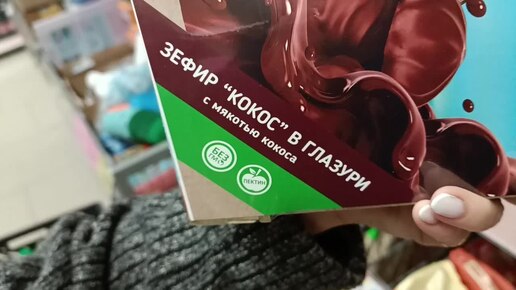 ЗЕФИР "КОКОС" В ГЛАЗУРИ
С МЯКОТЬЮ КОКОСА
БЕЗ
ГМО
ПЕКТИН